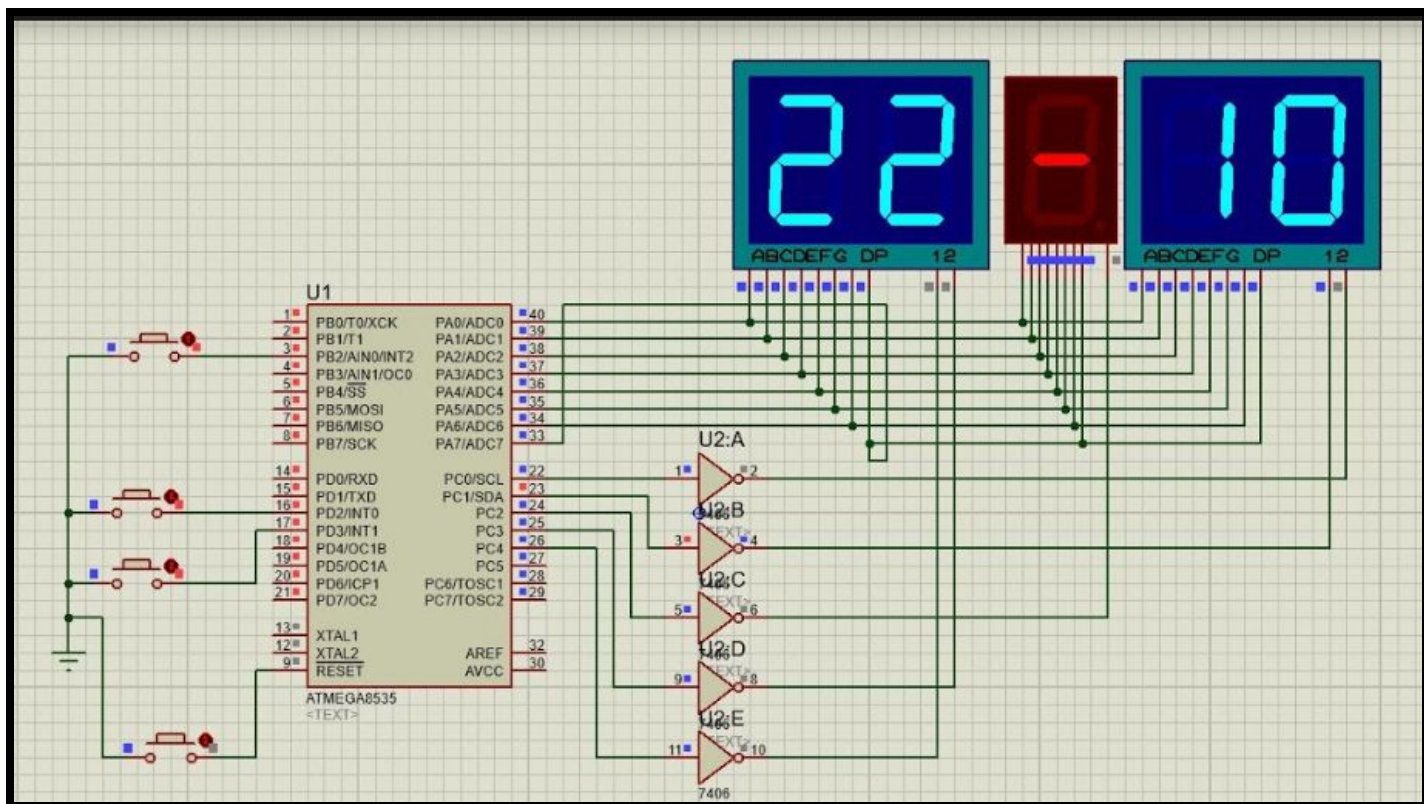 22 - 10
ABCDEFG DP 12
ABCDEFG DP 12
U1
1 PB0/T0/XCK PA0/ADC0 40
2 PB1/T1 PA1/ADC1 39
3 PB2/AIN0/INT2 PA2/ADC2 38
4 PB3/AIN1/OC0 PA3/ADC3 37
5 PB4/SS PA4/ADC4 36
6 PB5/MOSI PA5/ADC5 35
7 PB6/MISO PA6/ADC6 34
8 PB7/SCK PA7/ADC7 33
14 PD0/RXD PC0/SCL 22
15 PD1/TXD PC1/SDA 23
16 PD2/INT0 PC2 24
17 PD3/INT1 PC3 25
18 PD4/OC1B PC4 26
19 PD5/OC1A PC5 27
20 PD6/ICP1 PC6/TOSC1 28
21 PD7/OC2 PC7/TOSC2 29
13 XTAL1
12 XTAL2 AREF 32
9 RESET AVCC 30
ATMEGA8535
<TEXT>
U2:A
1 2
U2:B
3 4
U2:C
5 6
U2:D
9 8
U2:E
11 10
7406